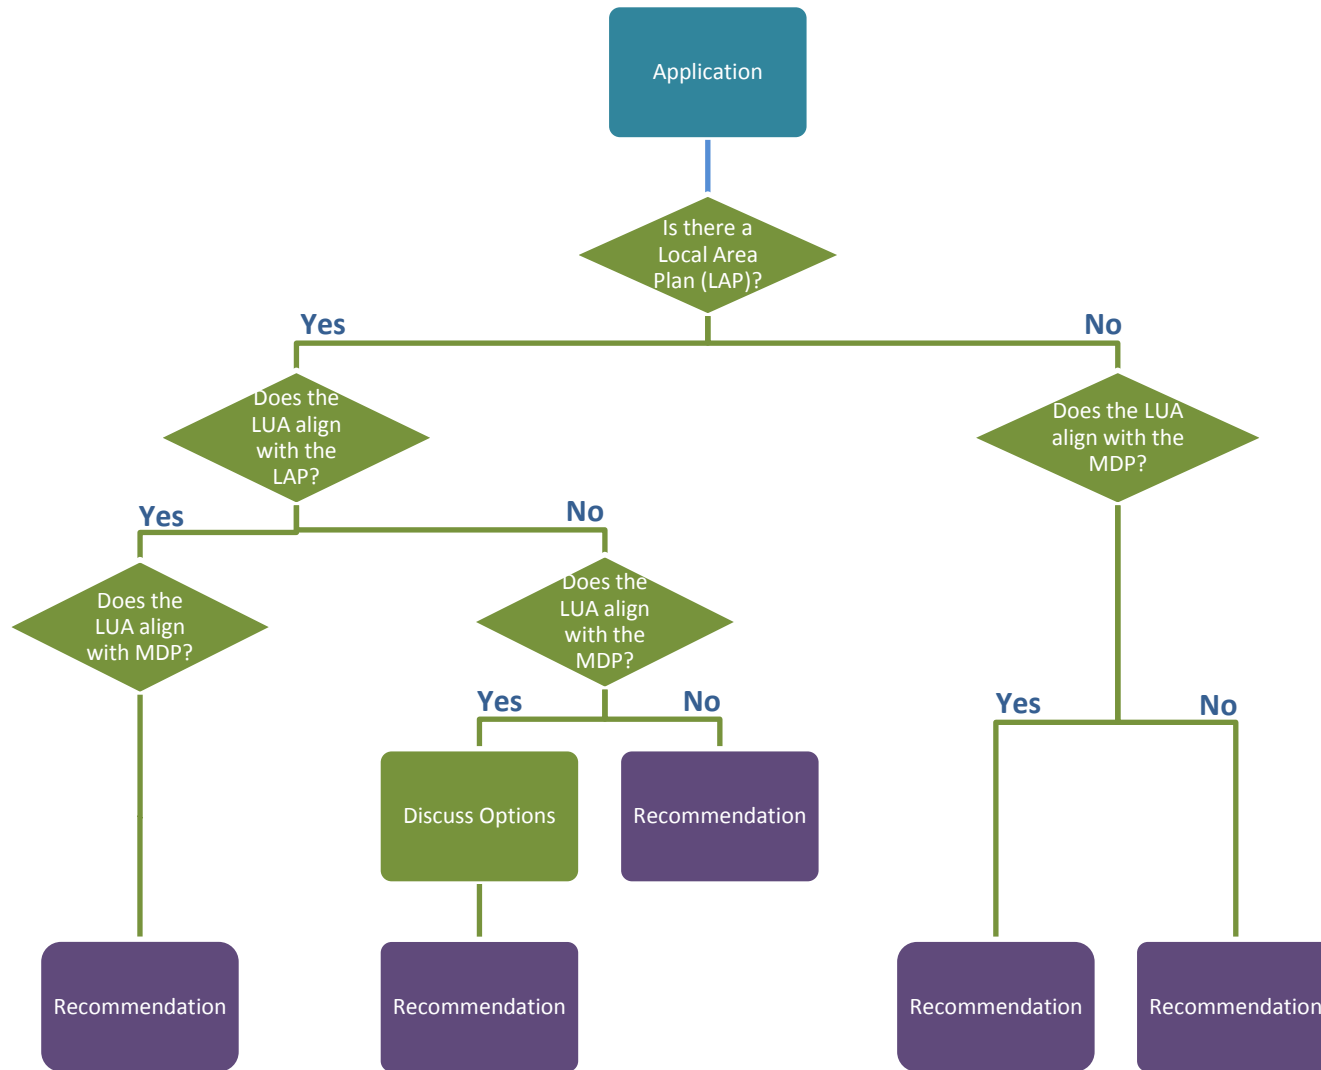 Application
Is there a
Local Area
Plan (LAP)?
Yes
No
Does the
LUA align
with the
LAP?
Does the LUA
align with the
MDP?
Yes
No
Does the
LUA align
with MDP?
Does the
LUA align
with the
MDP?
Yes
No
Yes
No
Discuss Options
Recommendation
Recommendation
Recommendation
Recommendation
Recommendation